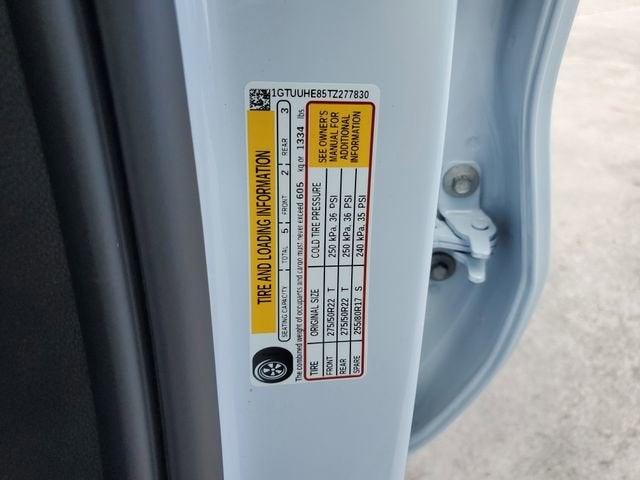 1GTUUHE85TZ277830
TIRE AND LOADING INFORMATION
SEATING CAPACITY TOTAL 5 FRONT 2 REAR 3
The combined weight of occupants and cargo must never exceed 605 kg or 1334 lbs
TIRE ORIGINAL SIZE COLD TIRE PRESSURE
FRONT 275/50R22 T 250 kPa, 36 PSI
REAR 275/50R22 T 250 kPa, 36 PSI
SPARE 255/80R17 S 240 kPa, 35 PSI
SEE OWNER'S
MANUAL FOR
ADDITIONAL
INFORMATION